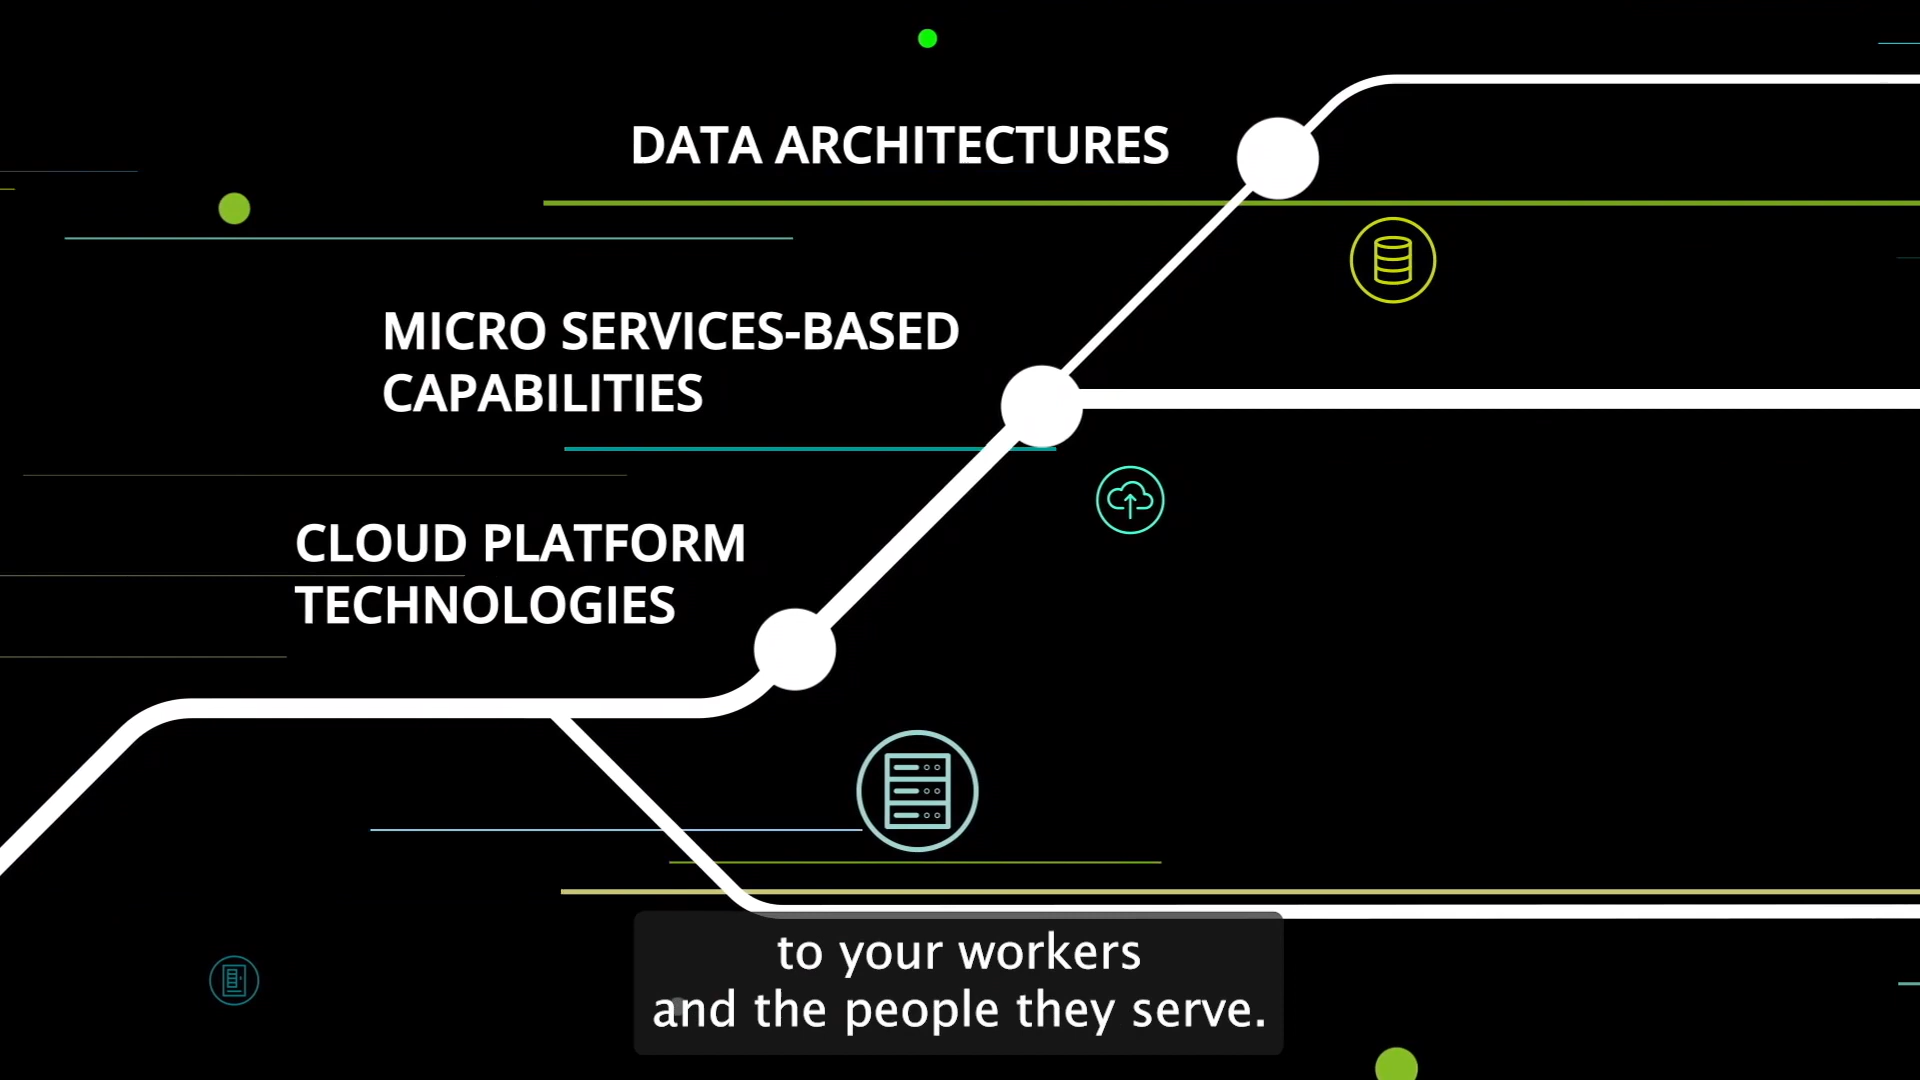 DATA ARCHITECTURES
MICRO SERVICES-BASED
CAPABILITIES
CLOUD PLATFORM
TECHNOLOGIES
to your workers
and the people they serve.